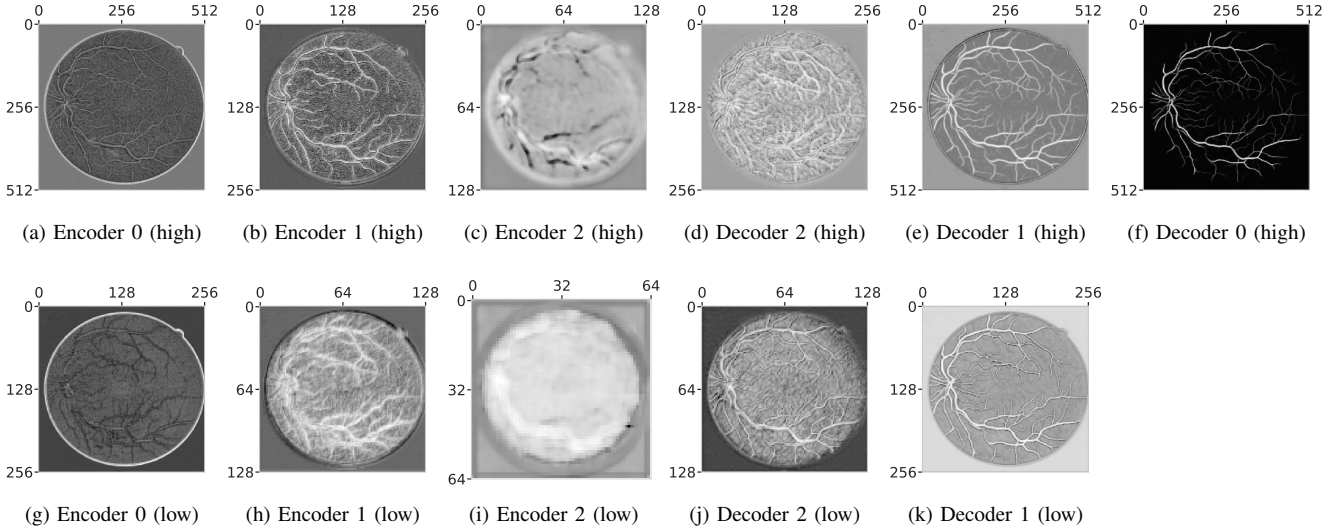 0 256 512 0 128 256 0 64 128 0 128 256 0 256 512 0 256 512
0 0 0 0 0 0
256 128 64 128 256 256
512 256 128 256 512 512
(a) Encoder 0 (high) (b) Encoder 1 (high) (c) Encoder 2 (high) (d) Decoder 2 (high) (e) Decoder 1 (high) (f) Decoder 0 (high)
0 128 256 0 64 128 0 32 64 0 64 128 0 128 256
0 0 0 0 0
128 64 32 64 128
256 128 64 128 256
(g) Encoder 0 (low) (h) Encoder 1 (low) (i) Encoder 2 (low) (j) Decoder 2 (low) (k) Decoder 1 (low)